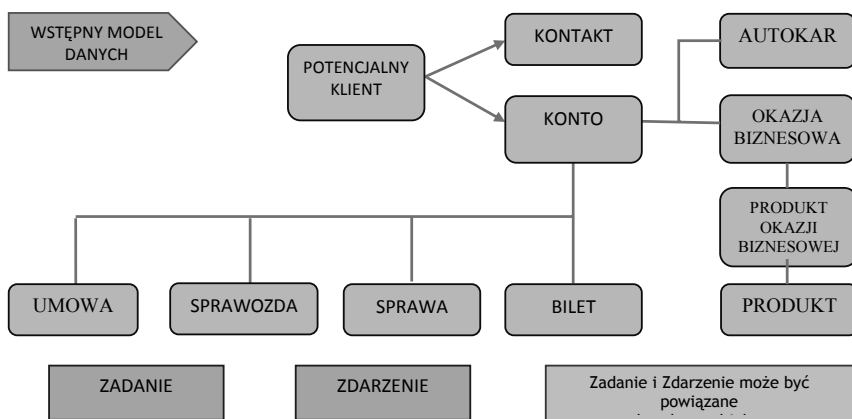 WSTĘPNY MODEL
DANYCH
POTENCJALNY
KLIENT
KONTAKT
KONTO
AUTOKAR
OKAZJA
BIZNESOWA
PRODUKT
OKAZJI
BIZNESOWEJ
UMOWA
SPRAWOZDA
SPRAWA
BILET
PRODUKT
ZADANIE
ZDARZENIE
Zadanie i Zdarzenie może być
powiązane